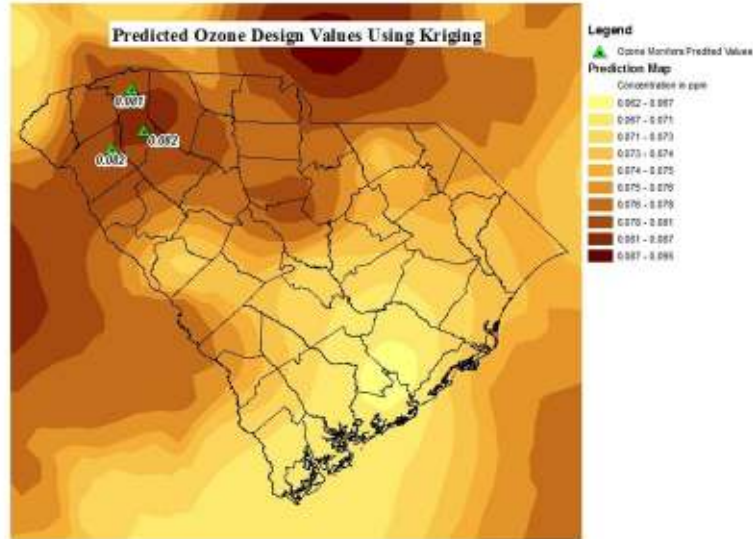 Predicted Ozone Design Values Using Kriging
0.081
0.082
0.082
Legend
Ozone Monitors Predited Values
Prediction Map
Concentration in ppm
0.062 - 0.067
0.067 - 0.071
0.071 - 0.073
0.073 - 0.074
0.074 - 0.075
0.075 - 0.076
0.076 - 0.078
0.078 - 0.081
0.081 - 0.087
0.087 - 0.095